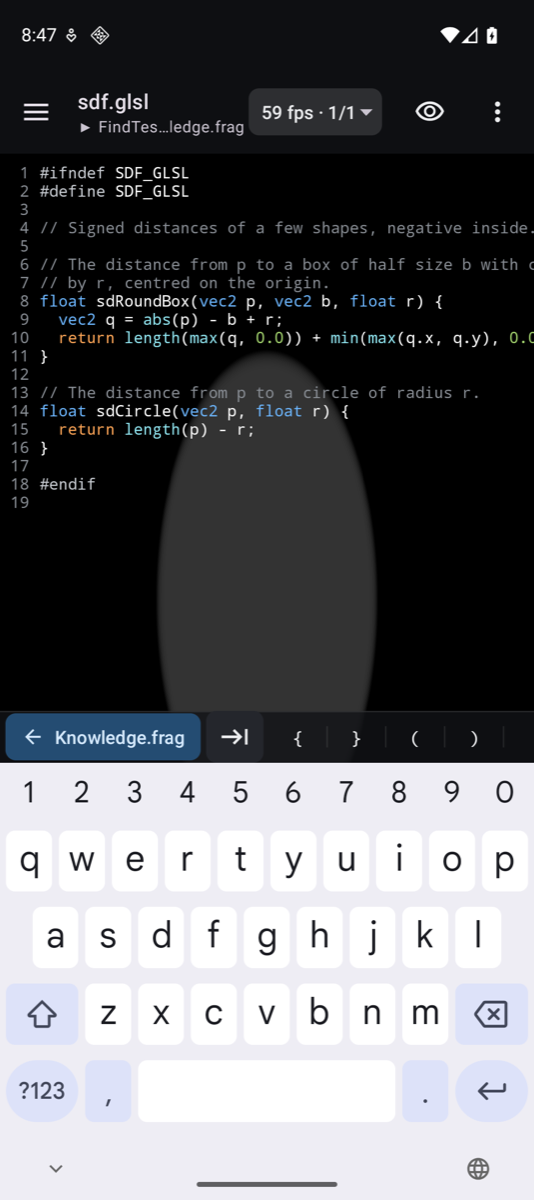 8:47
sdf.glsl
▶ FindTes…ledge.frag
59 fps · 1/1
1 #ifndef SDF_GLSL
2 #define SDF_GLSL
3
4 // Signed distances of a few shapes, negative inside.
5
6 // The distance from p to a box of half size b with
7 // by r, centred on the origin.
8 float sdRoundBox(vec2 p, vec2 b, float r) {
9 vec2 q = abs(p) - b + r;
10 return length(max(q, 0.0)) + min(max(q.x, q.y), 0.0
11 }
12
13 // The distance from p to a circle of radius r.
14 float sdCircle(vec2 p, float r) {
15 return length(p) - r;
16 }
17
18 #endif
19
← Knowledge.frag { } ( )
1 2 3 4 5 6 7 8 9 0
q w e r t y u i o p
a s d f g h j k l
z x c v b n m
?123 , .